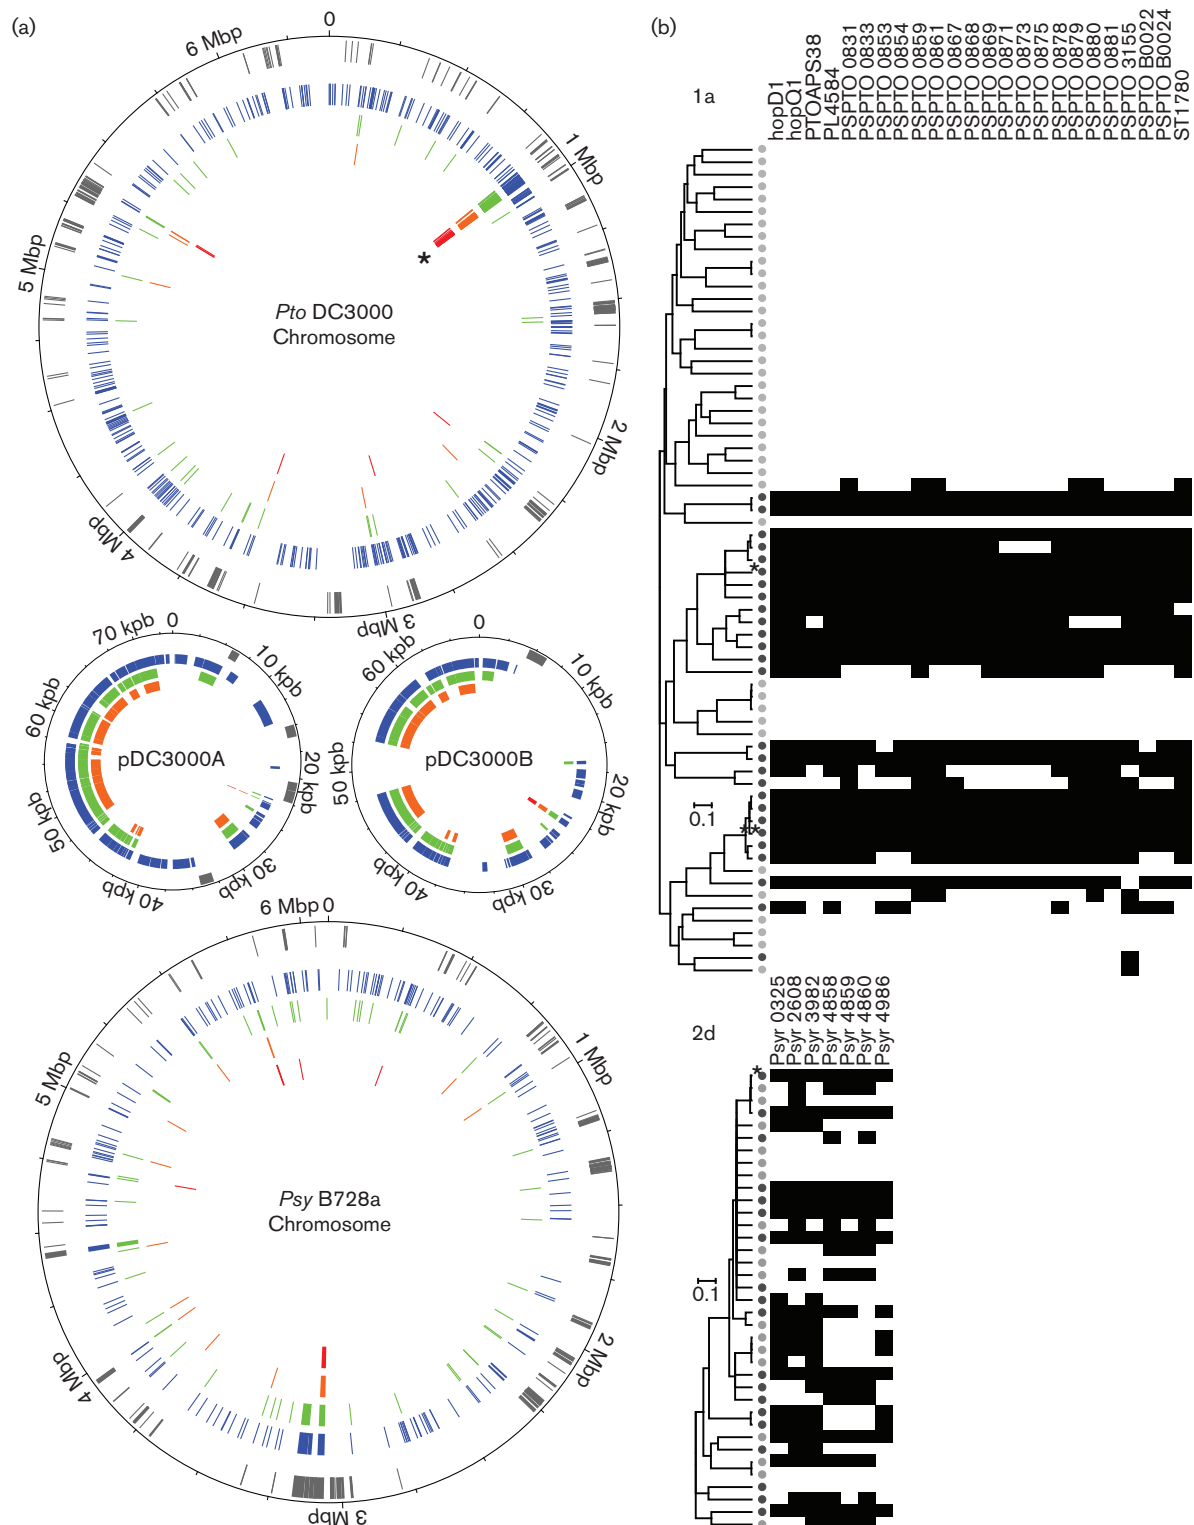 (a)
0
6 Mbp
1 Mbp
5 Mbp
Pto DC3000
Chromosome
*
2 Mbp
4 Mbp
3 Mbp
0
70 kpb
10 kpb
60 kpb
pDC3000A
20 kpb
50 kpb
30 kpb
40 kpb
0
60 kpb
10 kpb
pDC3000B
50 kpb
20 kpb
40 kpb
30 kpb
6 Mbp
0
1 Mbp
5 Mbp
Psy B728a
Chromosome
2 Mbp
4 Mbp
3 Mbp
(b)
1a
hopD1
hopQ1
PTOAPS38
PL4584
PSPTO 0831
PSPTO 0833
PSPTO 0853
PSPTO 0854
PSPTO 0859
PSPTO 0861
PSPTO 0867
PSPTO 0868
PSPTO 0869
PSPTO 0871
PSPTO 0873
PSPTO 0875
PSPTO 0878
PSPTO 0879
PSPTO 0880
PSPTO 0881
PSPTO 3155
PSPTO B0022
PSPTO B0024
ST1780
*
0.1
**
2d
Psyr 0325
Psyr 2608
Psyr 3982
Psyr 4858
Psyr 4859
Psyr 4860
Psyr 4986
*
0.1